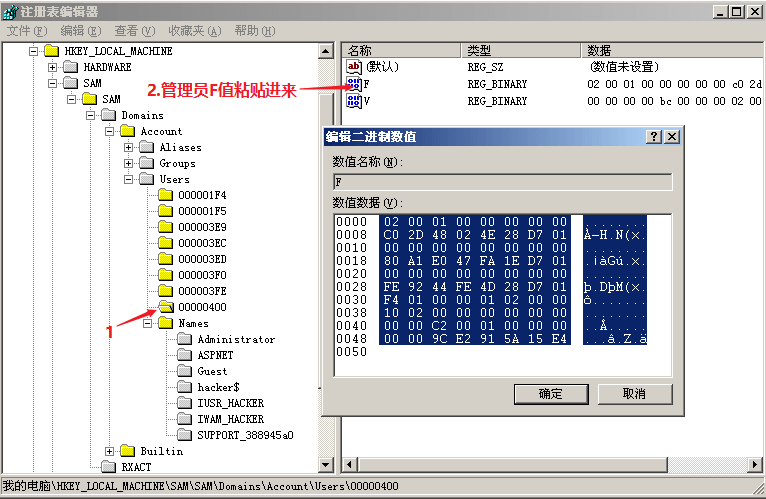 注册表编辑器
文件(F) 编辑(E) 查看(V) 收藏夹(A) 帮助(H)
HKEY_LOCAL_MACHINE
HARDWARE
SAM
SAM
Domains
Account
Aliases
Groups
Users
000001F4
000001F5
000003E9
000003EC
000003ED
000003F0
000003FE
00000400
Names
Administrator
ASPNET
Guest
hacker$
IUSR_HACKER
IWAM_HACKER
SUPPORT_388945a0
Builtin
RXACT
1
2.管理员F值粘贴进来
名称 类型 数据
(默认) REG_SZ (数值未设置)
F REG_BINARY 02 00 01 00 00 00 00 00 c0 2d
V REG_BINARY 00 00 00 00 bc 00 00 00 02 00
编辑二进制数值
数值名称(N):
F
数值数据(V):
0000 02 00 01 00 00 00 00 00 ........
0008 C0 2D 48 02 4E 28 D7 01 À-H.N(×.
0010 00 00 00 00 00 00 00 00 ........
0018 80 A1 E0 47 FA 1E D7 01 .¡àGú.×.
0020 00 00 00 00 00 00 00 00 ........
0028 FE 92 44 FE 4D 28 D7 01 þ.DþM(×.
0030 F4 01 00 00 01 02 00 00 ô.......
0038 10 02 00 00 00 00 00 00 ........
0040 00 00 C2 00 01 00 00 00 ..Â.....
0048 00 00 9C E2 91 5A 15 E4 ...â.Z.ä
0050
确定 取消
我的电脑\HKEY_LOCAL_MACHINE\SAM\SAM\Domains\Account\Users\00000400